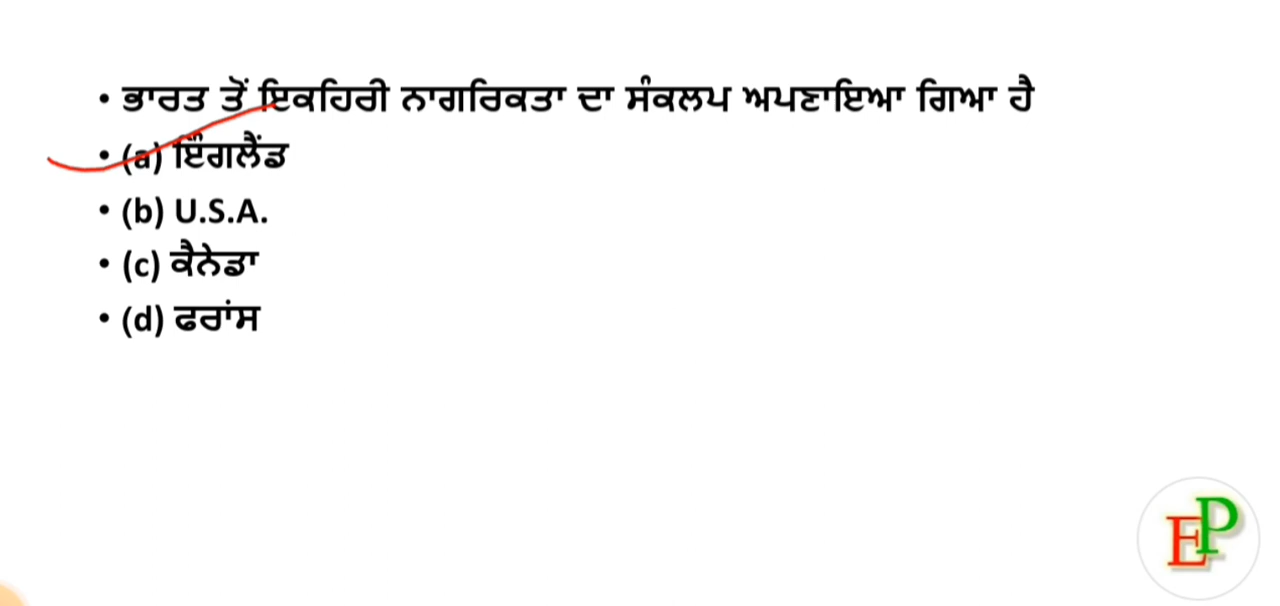 • ਭਾਰਤ ਤੋਂ ਇਕਹਿਰੀ ਨਾਗਰਿਕਤਾ ਦਾ ਸੰਕਲਪ ਅਪਣਾਇਆ ਗਿਆ ਹੈ
• (a) ਇੰਗਲੈਂਡ
• (b) U.S.A.
• (c) ਕੈਨੇਡਾ
• (d) ਫਰਾਂਸ
EP